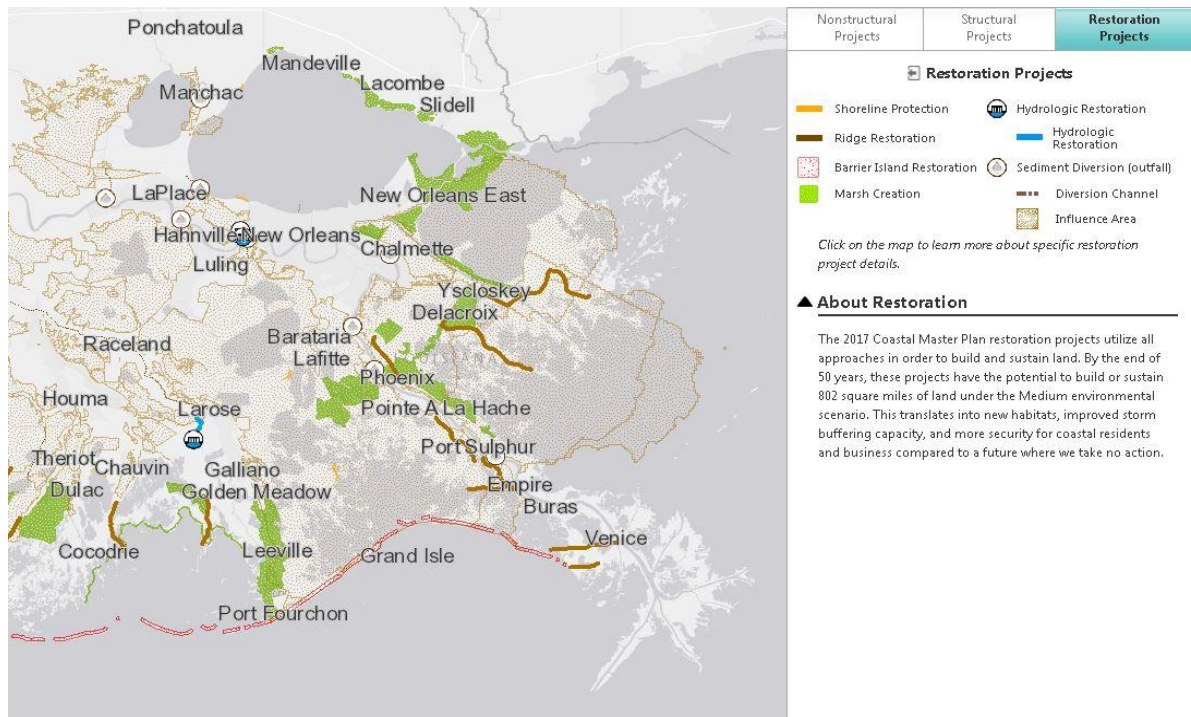 Ponchatoula
Mandeville
Lacombe
Manchac
Slidell
LaPlace
New Orleans East
Hahnville
New Orleans
Chalmette
Luling
Yscloskey
Delacroix
Barataria
Raceland
Lafitte
Phoenix
Houma
Larose
Pointe A La Hache
Port Sulphur
Theriot
Chauvin
Galliano
Dulac
Golden Meadow
Empire
Buras
Venice
Cocodrie
Leeville
Grand Isle
Port Fourchon
Nonstructural
Projects
Structural
Projects
Restoration
Projects
Restoration Projects
Shoreline Protection
Hydrologic Restoration
Ridge Restoration
Hydrologic
Restoration
Barrier Island Restoration
Sediment Diversion (outfall)
Marsh Creation
Diversion Channel
Influence Area
Click on the map to learn more about specific restoration
project details.
About Restoration
The 2017 Coastal Master Plan restoration projects utilize all
approaches in order to build and sustain land. By the end of
50 years, these projects have the potential to build or sustain
802 square miles of land under the Medium environmental
scenario. This translates into new habitats, improved storm
buffering capacity, and more security for coastal residents
and business compared to a future where we take no action.